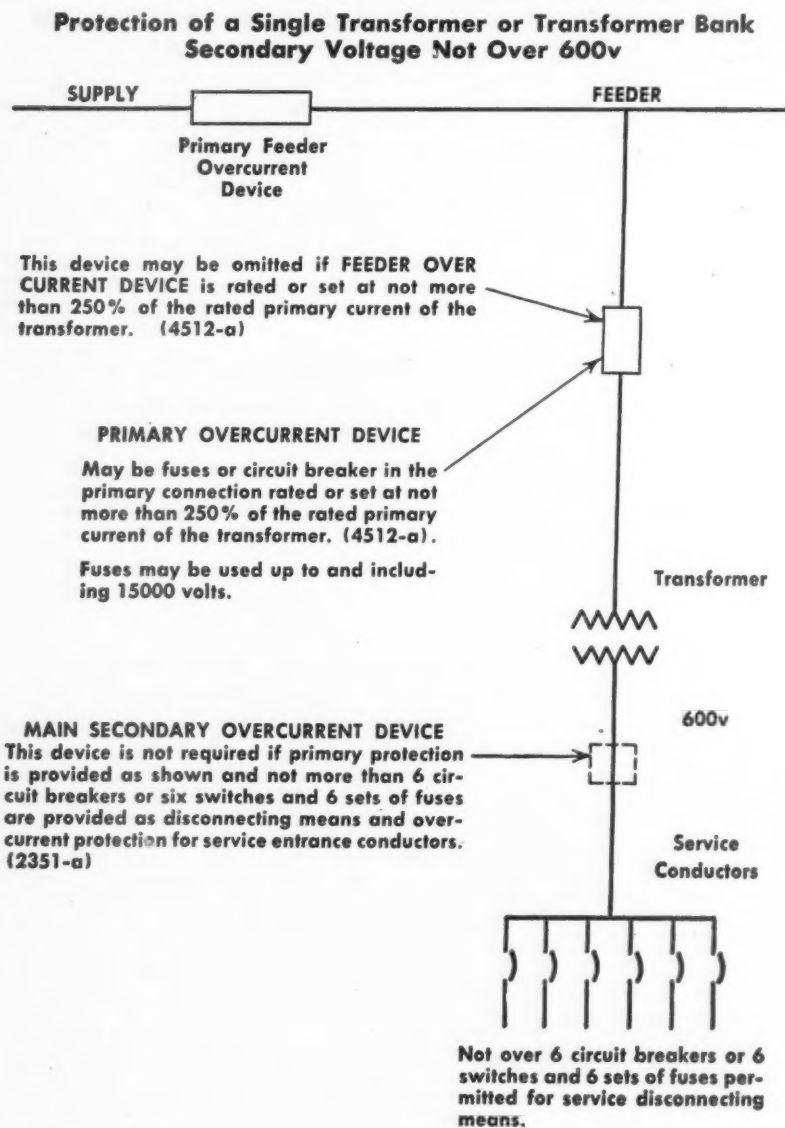 Protection of a Single Transformer or Transformer Bank
Secondary Voltage Not Over 600v
SUPPLY
FEEDER
Primary Feeder
Overcurrent
Device
This device may be omitted if FEEDER OVER
CURRENT DEVICE is rated or set at not more
than 250% of the rated primary current of the
transformer. (4512-a)
PRIMARY OVERCURRENT DEVICE
May be fuses or circuit breaker in the
primary connection rated or set at not
more than 250% of the rated primary
current of the transformer. (4512-a).
Fuses may be used up to and includ-
ing 15000 volts.
Transformer
600v
MAIN SECONDARY OVERCURRENT DEVICE
This device is not required if primary protection
is provided as shown and not more than 6 cir-
cuit breakers or six switches and 6 sets of fuses
are provided as disconnecting means and over-
current protection for service entrance conductors.
(2351-a)
Service
Conductors
Not over 6 circuit breakers or 6
switches and 6 sets of fuses per-
mitted for service disconnecting
means.